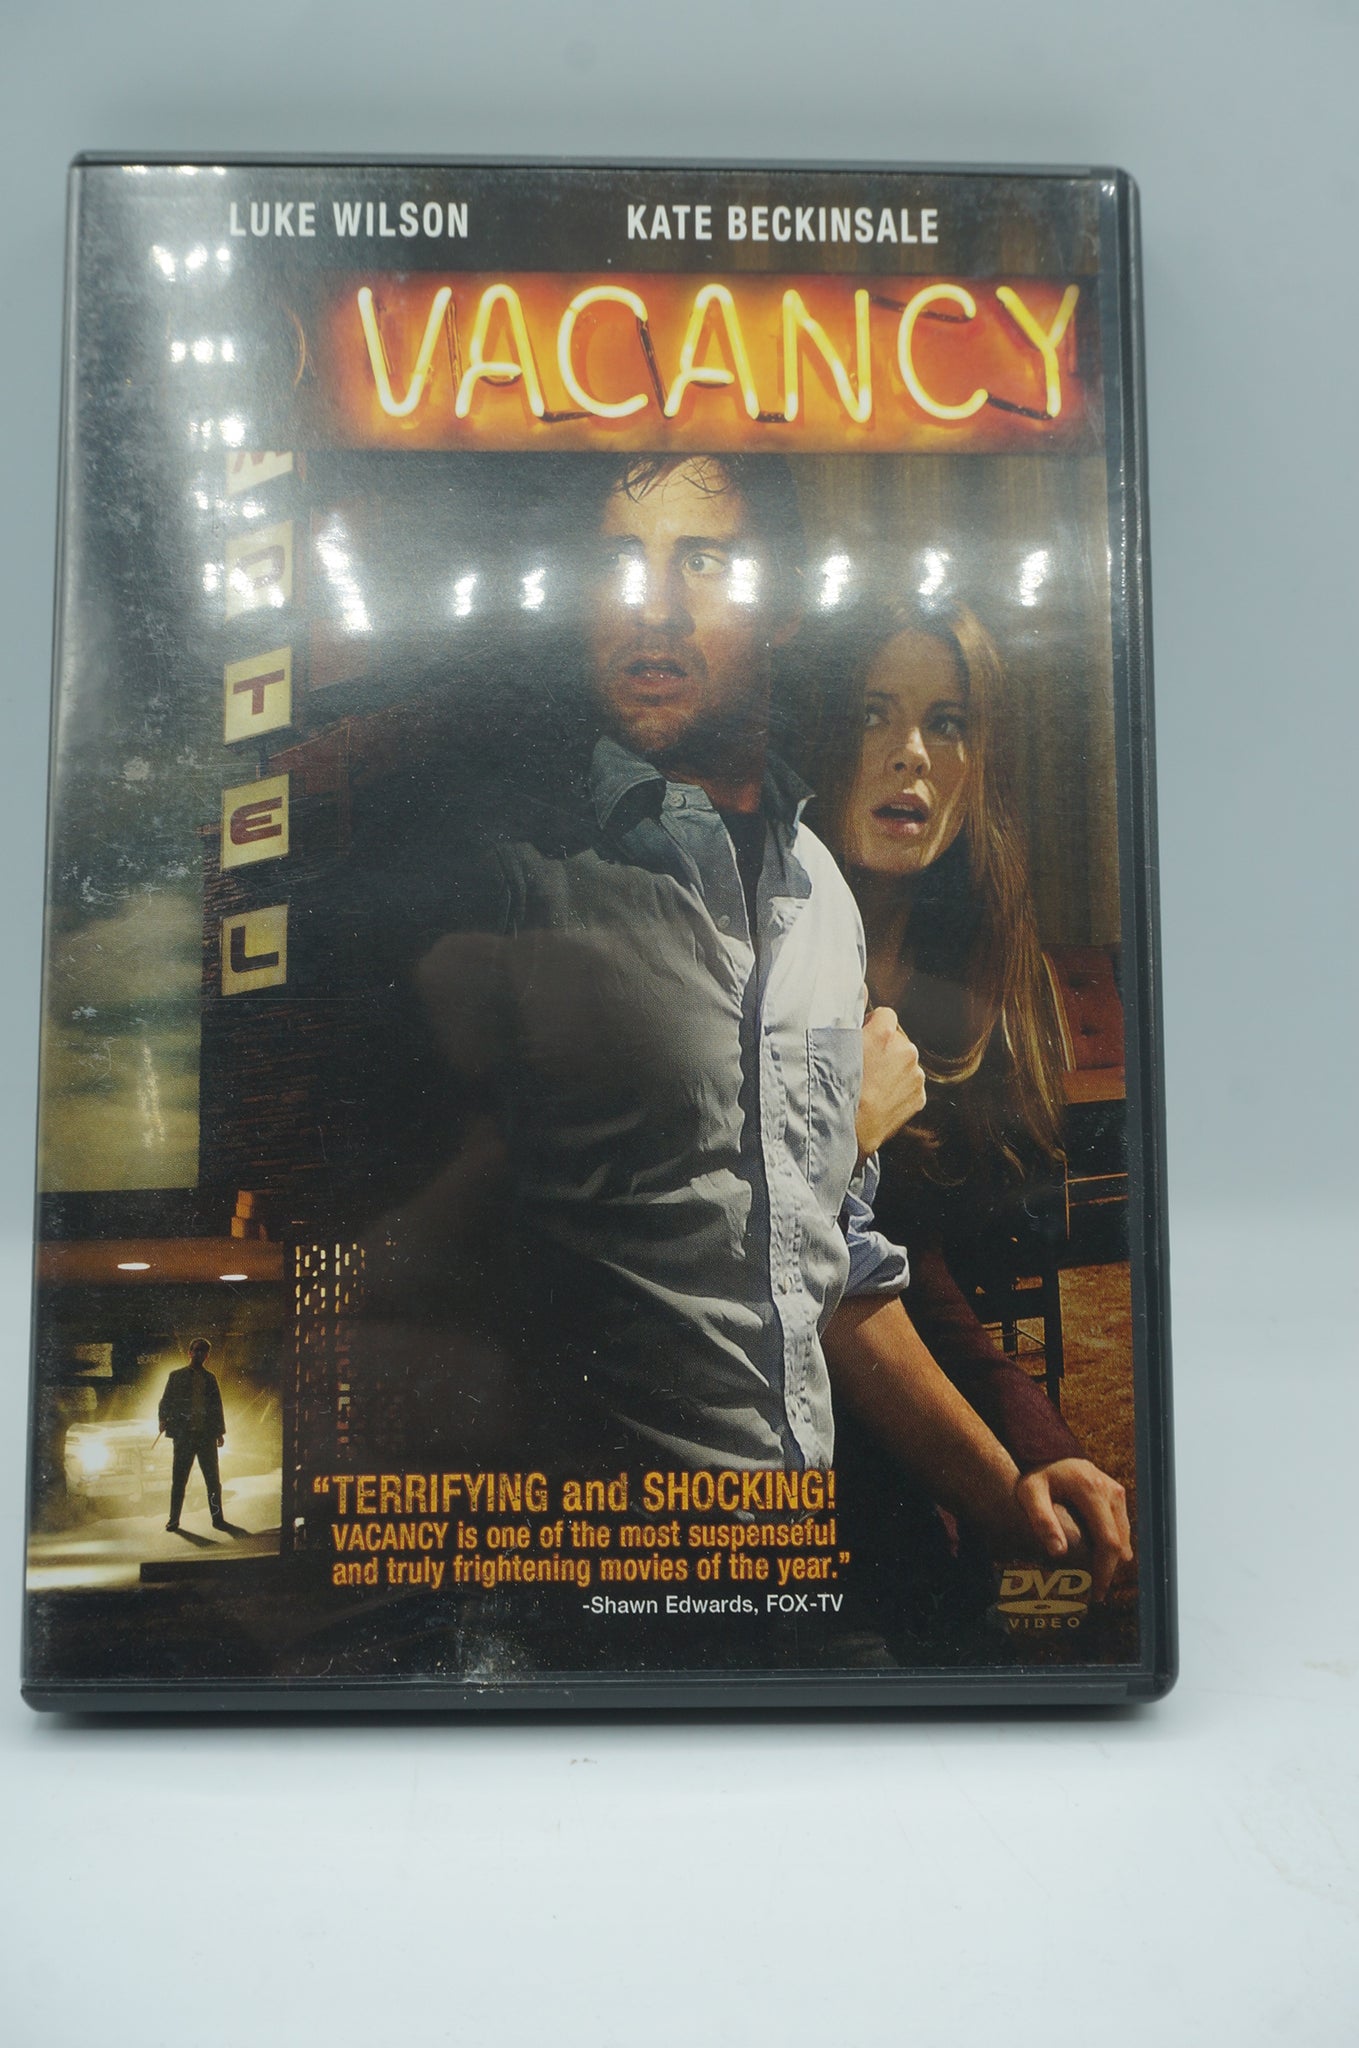 LUKE WILSON KATE BECKINSALE
VACANCY
M
O
T
E
L
“TERRIFYING and SHOCKING!
VACANCY is one of the most suspenseful
and truly frightening movies of the year.”
-Shawn Edwards, FOX-TV
DVD
VIDEO